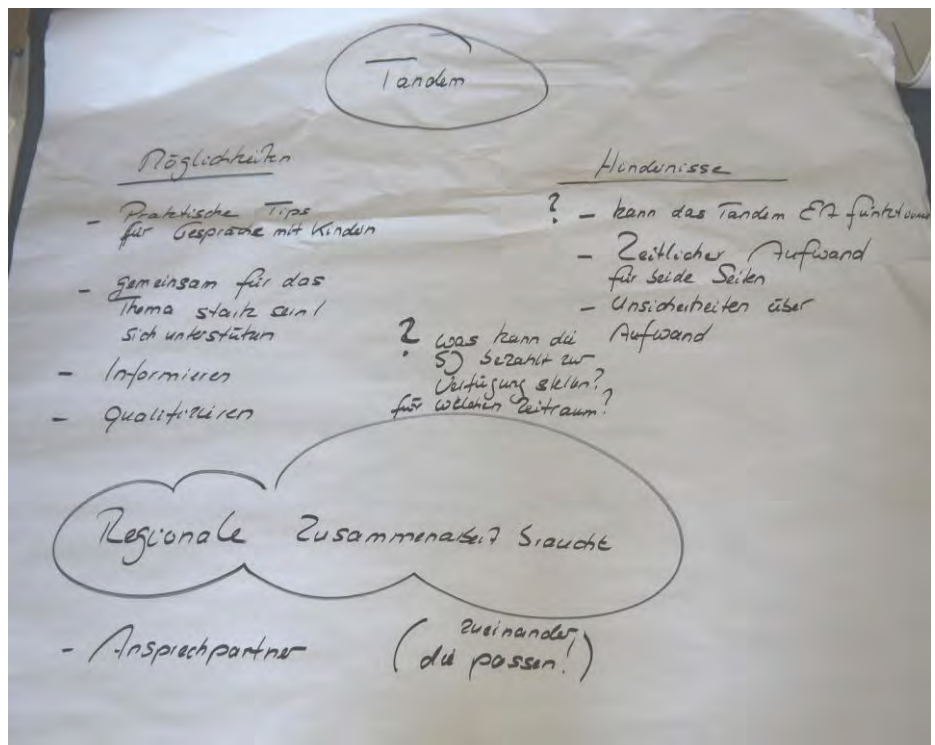 Tandem
Möglichkeiten
- Praktische Tips
für Gespräche mit Kindern
- gemeinsam für das
Thema stark sein/
sich unterstützen
- Informieren
- Qualifizieren
Hindernisse
? - kann das Tandem EA funktionie
- Zeitlicher Aufwand
für beide Seiten
- Unsicherheiten über
Aufwand
? was kann die
SJ bezahlt zur
Verfügung stellen?
für welchen Zeitraum?
Regionale Zusammenarbeit braucht
- Ansprechpartner
(zueinander,
die passen!)